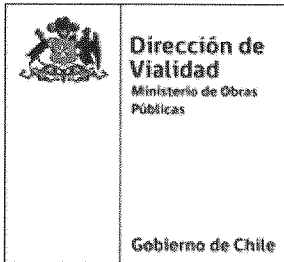 Dirección de
Vialidad
Ministerio de Obras
Públicas
Gobierno de Chile